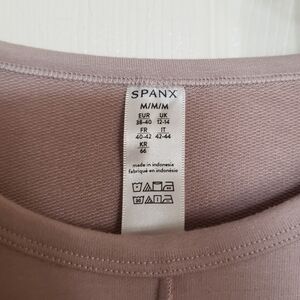 SPANX
M/M/M
EUR UK
38-40 12-14
FR IT
40-42 42-44
KR
66
made in indonesia
fabriqué en indonésie